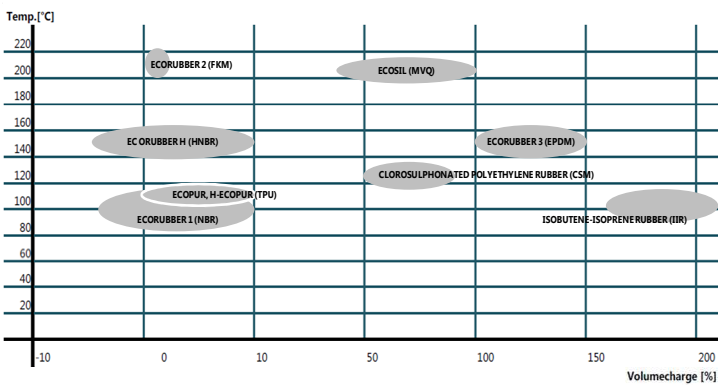 Temp.[°C]
220
ECORUBBER 2 (FKM)
ECOSIL (MVQ)
200
180
160
ECORUBBER H (HNBR)
ECORUBBER 3 (EPDM)
140
CLOROSULPHONATED POLYETHYLENE RUBBER (CSM)
120
ECOPUR, H-ECOPUR (TPU)
100
ECORUBBER 1 (NBR)
ISOBUTENE-ISOPRENE RUBBER (IIR)
80
60
40
20
-10 0 10 50 100 150 200
Volumecharge [%]